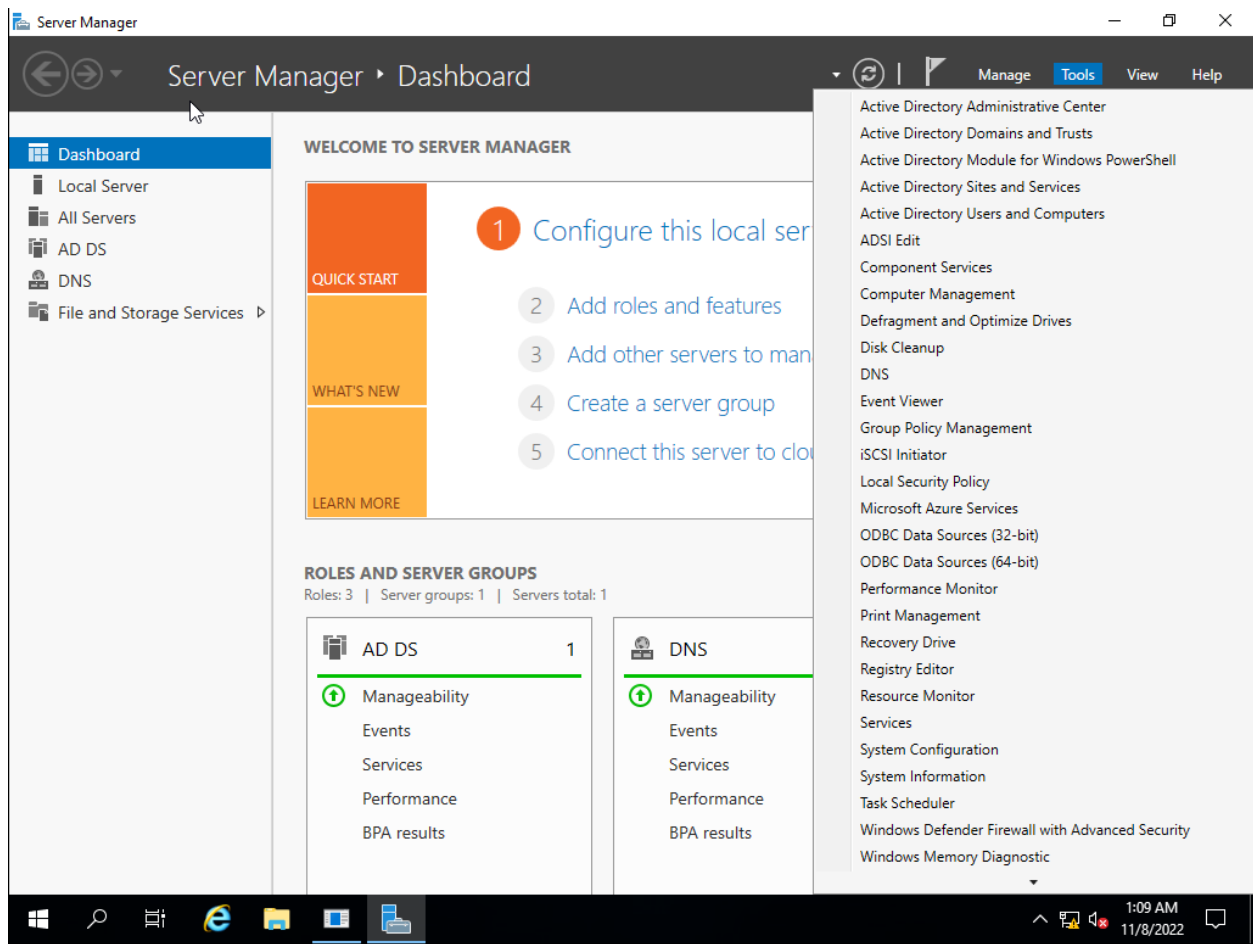 Server Manager
Server Manager ‣ Dashboard
Manage Tools View Help
Dashboard
Local Server
All Servers
AD DS
DNS
File and Storage Services
WELCOME TO SERVER MANAGER
QUICK START
WHAT'S NEW
LEARN MORE
1 Configure this local ser
2 Add roles and features
3 Add other servers to man
4 Create a server group
5 Connect this server to clou
ROLES AND SERVER GROUPS
Roles: 3 | Server groups: 1 | Servers total: 1
AD DS 1
Manageability
Events
Services
Performance
BPA results
DNS
Manageability
Events
Services
Performance
BPA results
Active Directory Administrative Center
Active Directory Domains and Trusts
Active Directory Module for Windows PowerShell
Active Directory Sites and Services
Active Directory Users and Computers
ADSI Edit
Component Services
Computer Management
Defragment and Optimize Drives
Disk Cleanup
DNS
Event Viewer
Group Policy Management
iSCSI Initiator
Local Security Policy
Microsoft Azure Services
ODBC Data Sources (32-bit)
ODBC Data Sources (64-bit)
Performance Monitor
Print Management
Recovery Drive
Registry Editor
Resource Monitor
Services
System Configuration
System Information
Task Scheduler
Windows Defender Firewall with Advanced Security
Windows Memory Diagnostic
1:09 AM
11/8/2022